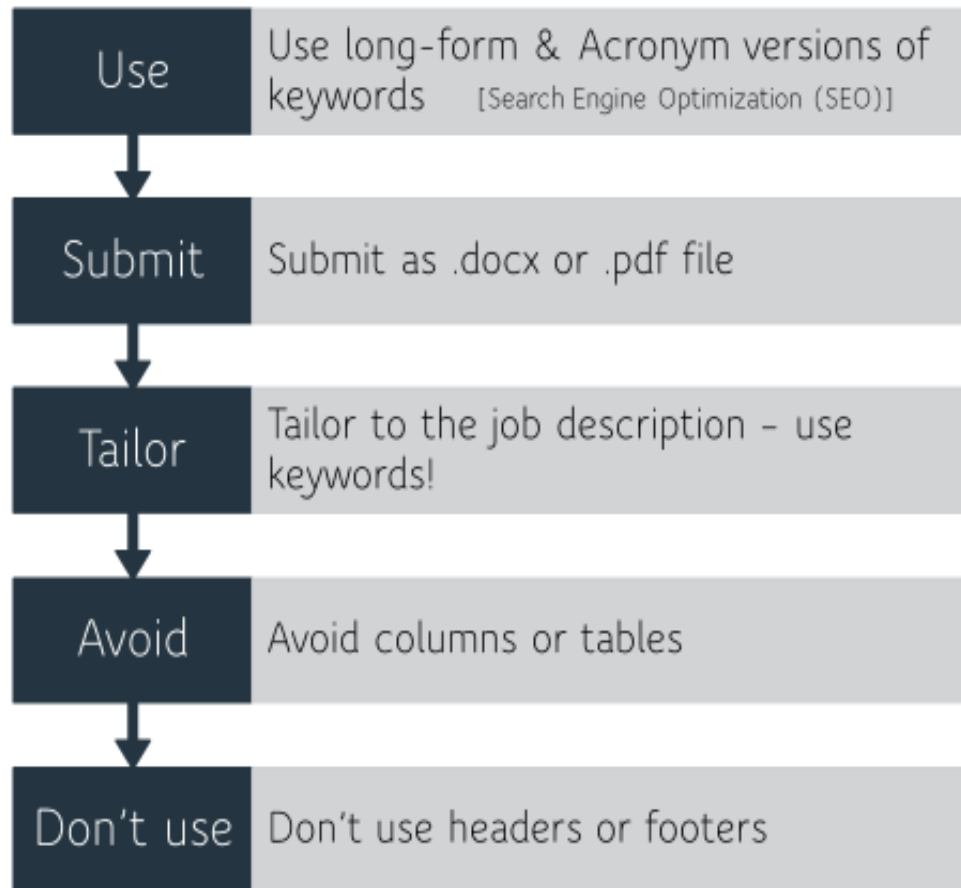 Use
Use long-form & Acronym versions of
keywords [Search Engine Optimization (SEO)]
Submit
Submit as .docx or .pdf file
Tailor
Tailor to the job description – use
keywords!
Avoid
Avoid columns or tables
Don't use
Don't use headers or footers